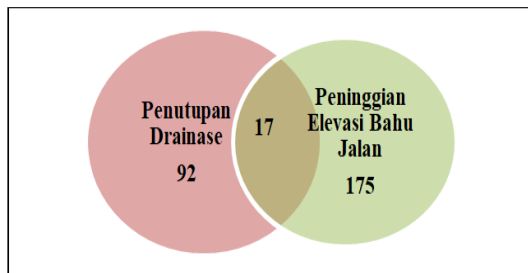 Penutupan
Drainase
92
17
Peninggian
Elevasi Bahu
Jalan
175